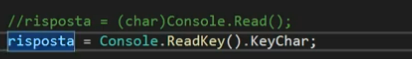 //risposta = (char)Console.Read();
risposta = Console.ReadKey().KeyChar;